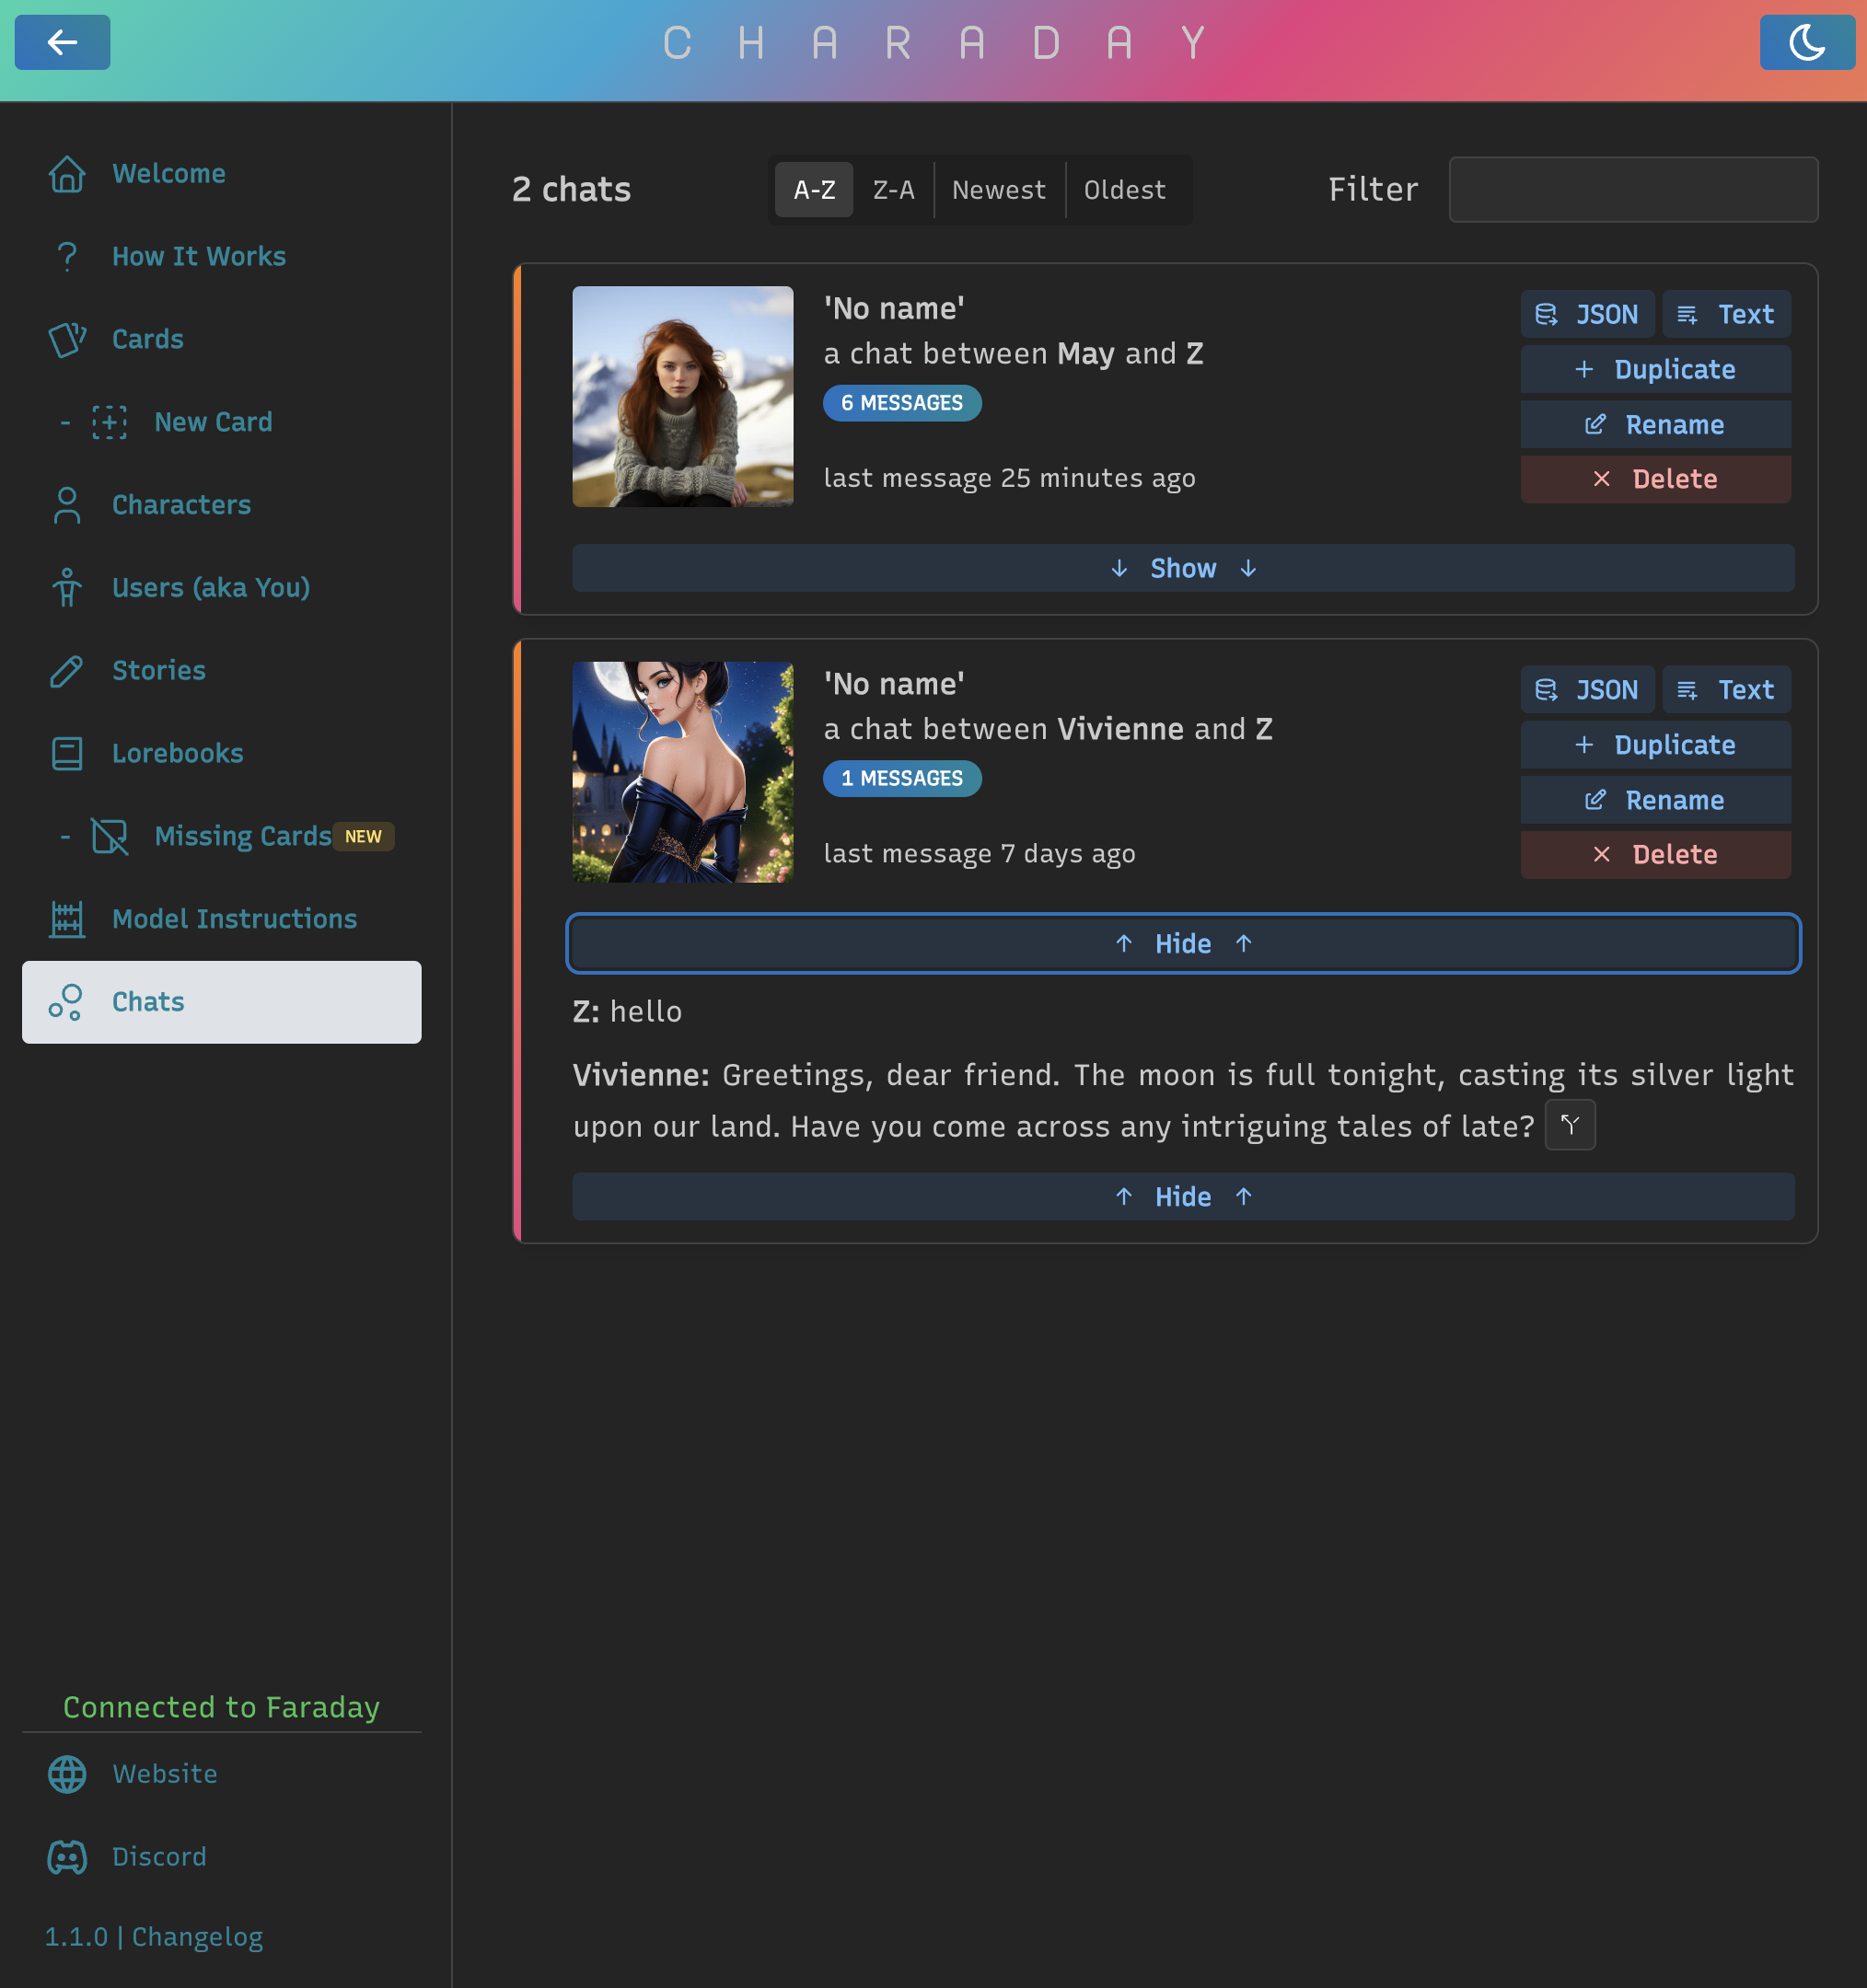 CHARADAY
Welcome
How It Works
Cards
- New Card
Characters
Users (aka You)
Stories
Lorebooks
- Missing Cards NEW
Model Instructions
Chats
Connected to Faraday
Website
Discord
1.1.0 | Changelog
2 chats
A-Z Z-A Newest Oldest
Filter
'No name'
a chat between May and Z
6 MESSAGES
last message 25 minutes ago
JSON Text
Duplicate
Rename
Delete
Show
'No name'
a chat between Vivienne and Z
1 MESSAGES
last message 7 days ago
JSON Text
Duplicate
Rename
Delete
Hide
Z: hello
Vivienne: Greetings, dear friend. The moon is full tonight, casting its silver light
upon our land. Have you come across any intriguing tales of late?
Hide